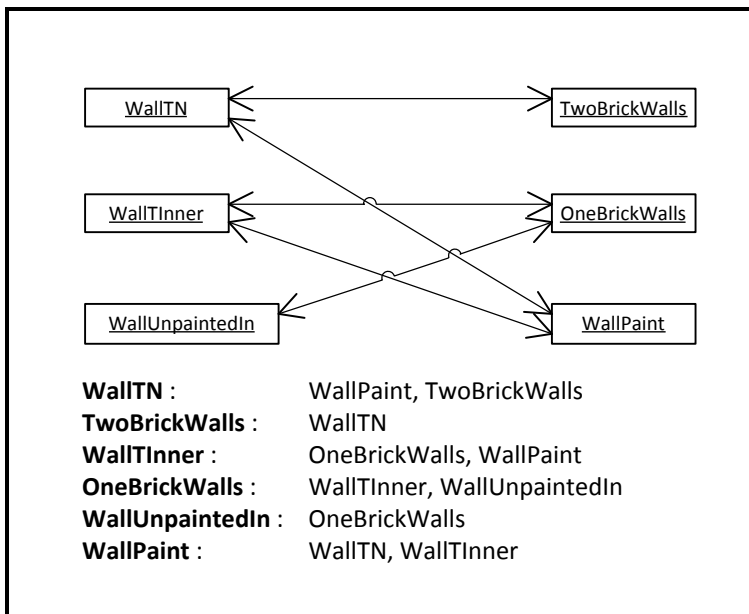 WallTN
TwoBrickWalls
WallTInner
OneBrickWalls
WallUnpaintedIn
WallPaint
WallTN : WallPaint, TwoBrickWalls
TwoBrickWalls : WallTN
WallTInner : OneBrickWalls, WallPaint
OneBrickWalls : WallTInner, WallUnpaintedIn
WallUnpaintedIn : OneBrickWalls
WallPaint : WallTN, WallTInner